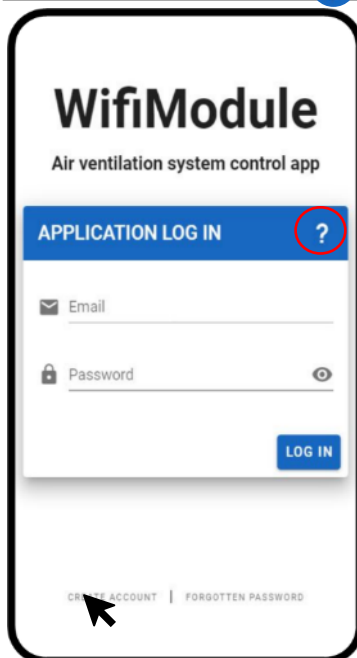 WifiModule
Air ventilation system control app
APPLICATION LOG IN ?
Email
Password
LOG IN
CREATE ACCOUNT | FORGOTTEN PASSWORD